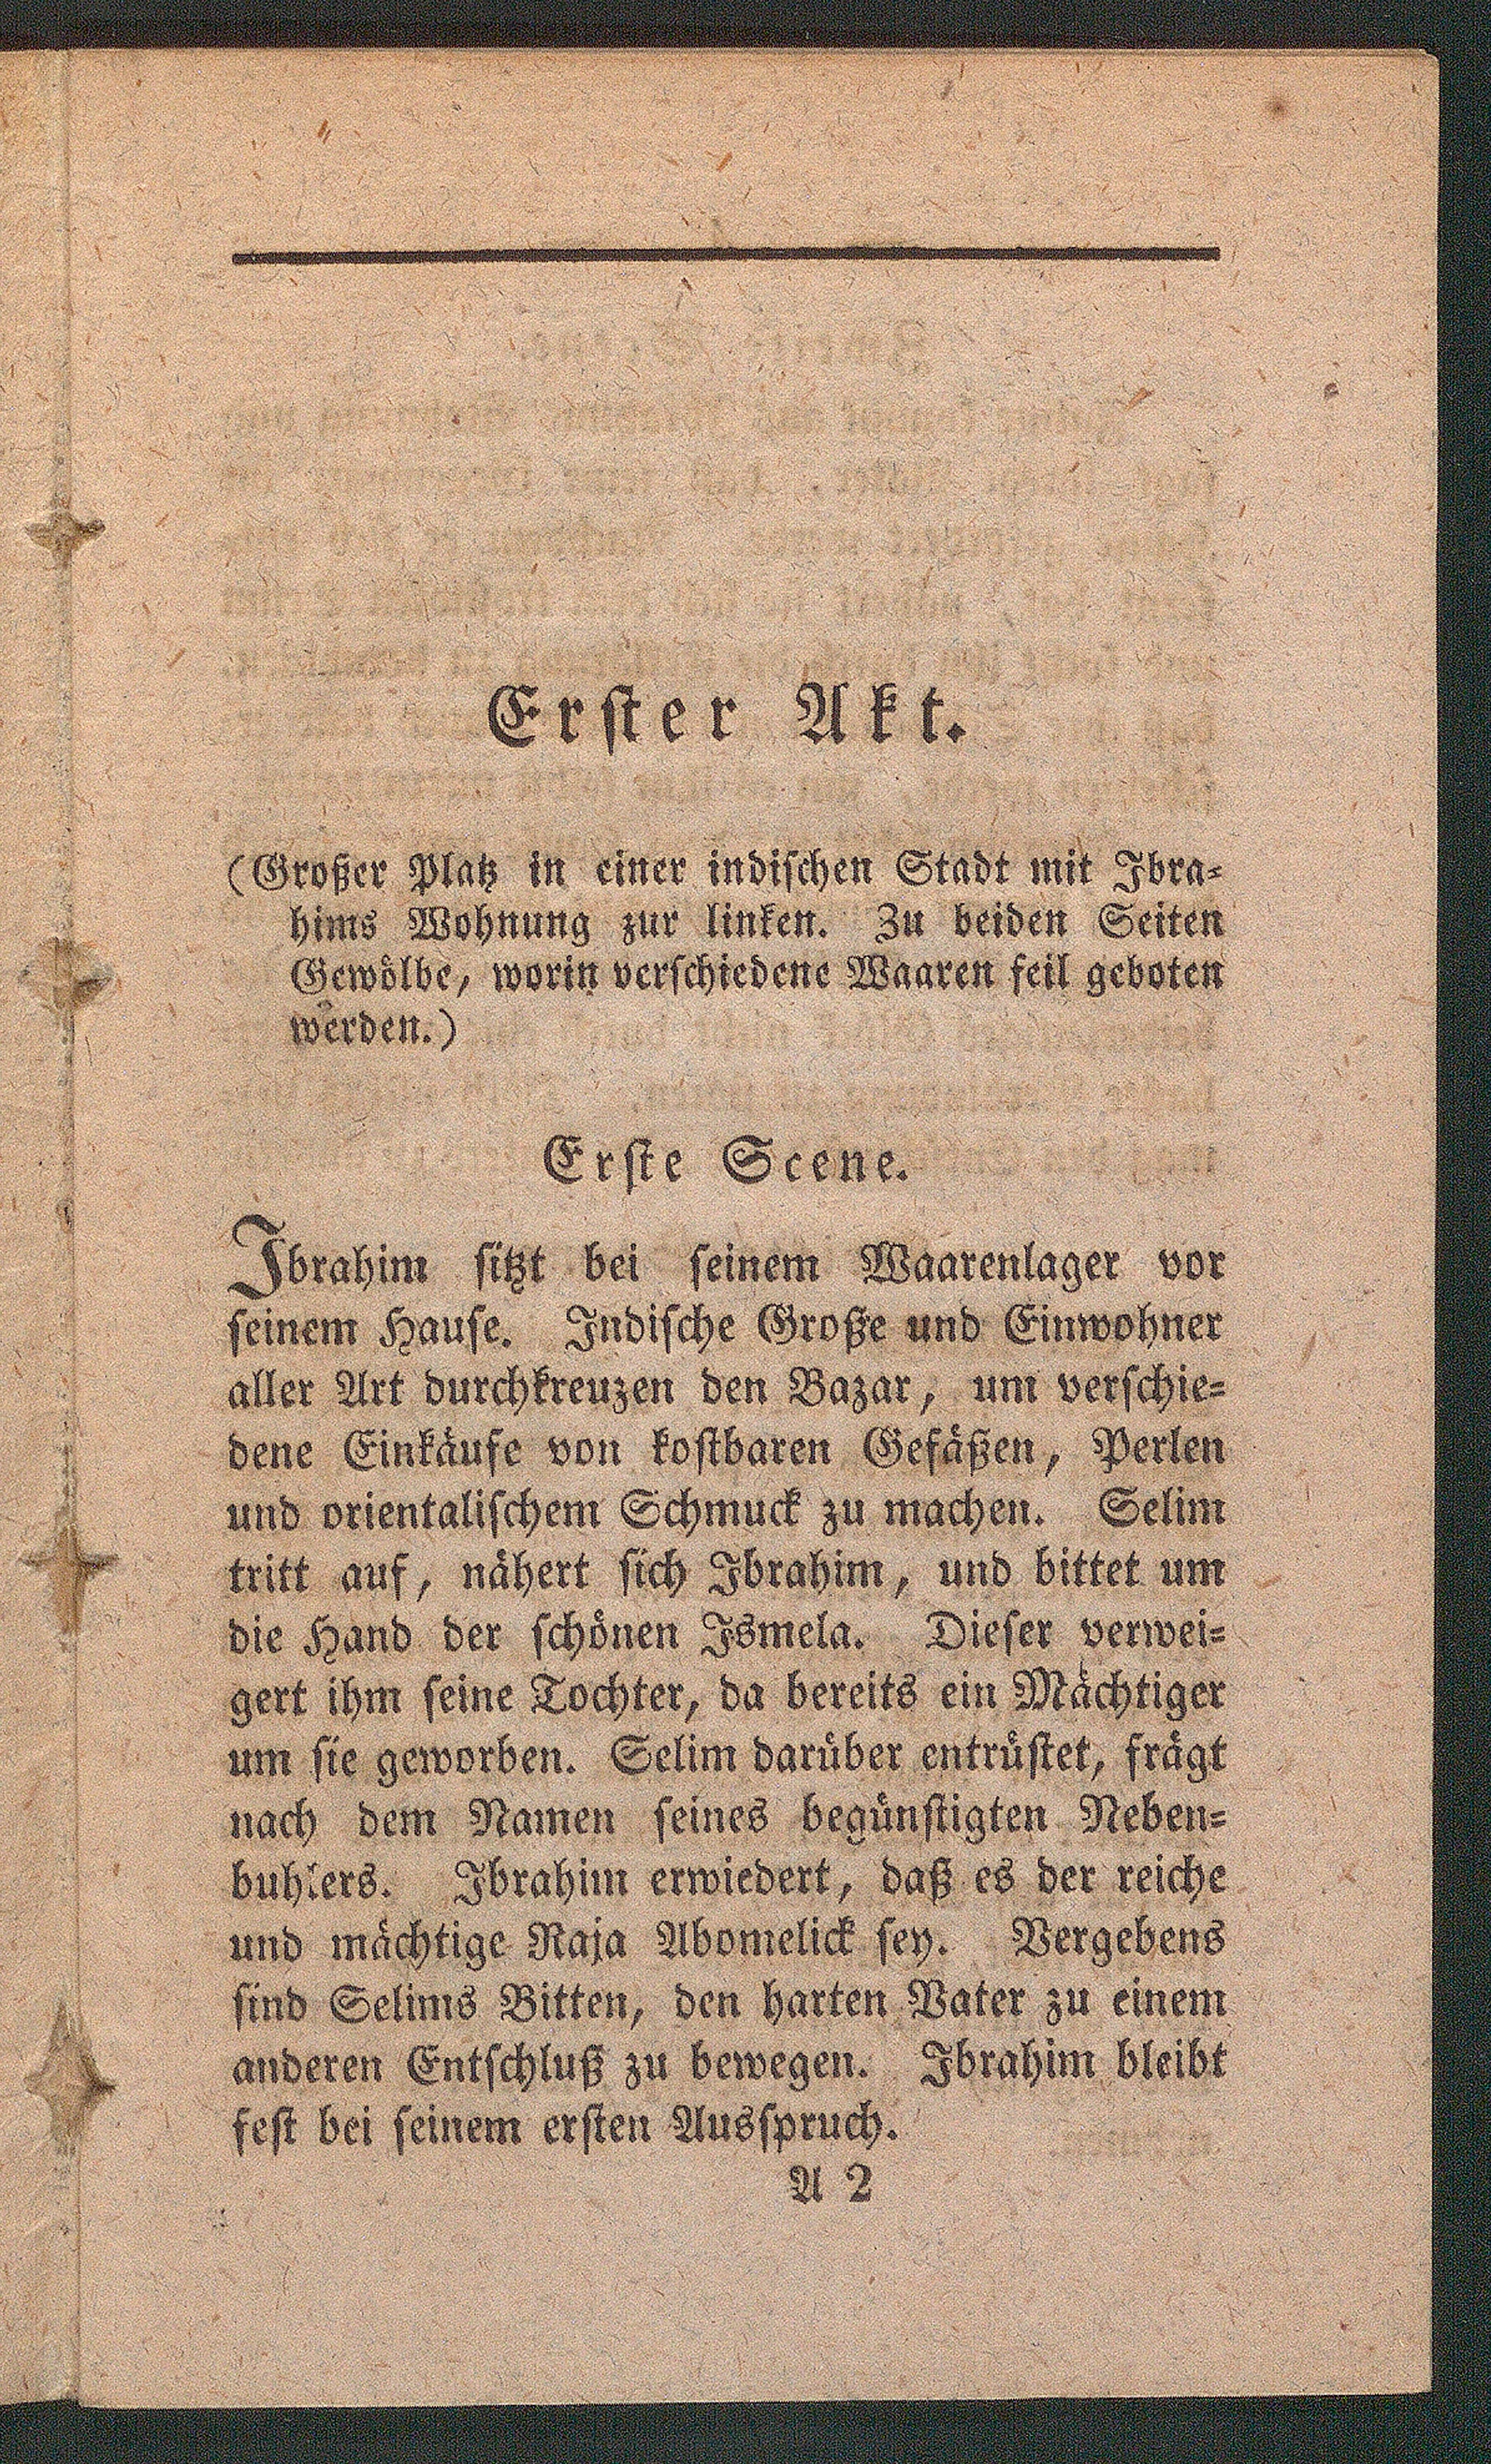 Erster Akt.
(Großer Platz in einer indischen Stadt mit Ibra-
hims Wohnung zur linken. Zu beiden Seiten
Gewölbe, worin verschiedene Waaren feil geboten
werden.)
Erste Scene.
Ibrahim sitzt bei seinem Waarenlager vor
seinem Hause. Indische Große und Einwohner
aller Art durchkreuzen den Bazar, um verschie-
dene Einkäufe von kostbaren Gefäßen, Perlen
und orientalischem Schmuck zu machen. Selim
tritt auf, nähert sich Ibrahim, und bittet um
die Hand der schönen Ismela. Dieser verwei-
gert ihm seine Tochter, da bereits ein Mächtiger
um sie geworben. Selim darüber entrüstet, frägt
nach dem Namen seines begünstigten Neben-
buhlers. Ibrahim erwiedert, daß es der reiche
und mächtige Raja Abomelick sey. Vergebens
sind Selims Bitten, den harten Vater zu einem
anderen Entschluß zu bewegen. Ibrahim bleibt
fest bei seinem ersten Ausspruch.
A 2